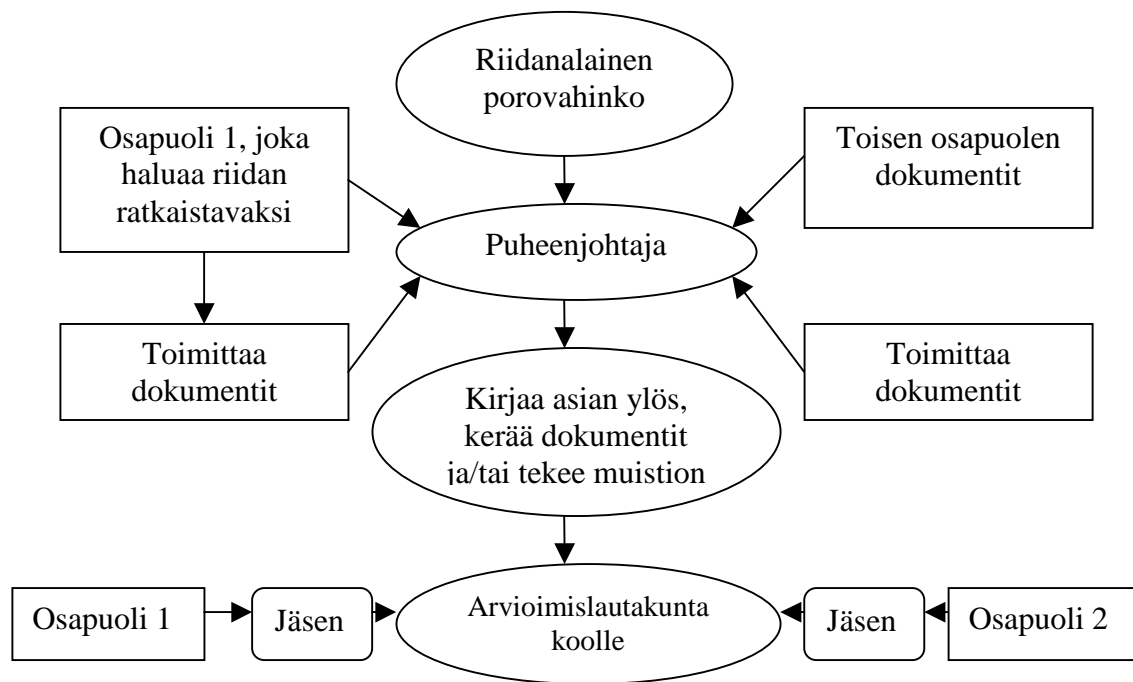 Riidanalainen
porovahinko
Osapuoli 1, joka
haluaa riidan
ratkaistavaksi
Toisen osapuolen
dokumentit
Puheenjohtaja
Toimittaa
dokumentit
Toimittaa
dokumentit
Kirjaa asian ylös,
kerää dokumentit
ja/tai tekee muistion
Osapuoli 1
Jäsen
Arvioimislautakunta
koolle
Jäsen
Osapuoli 2